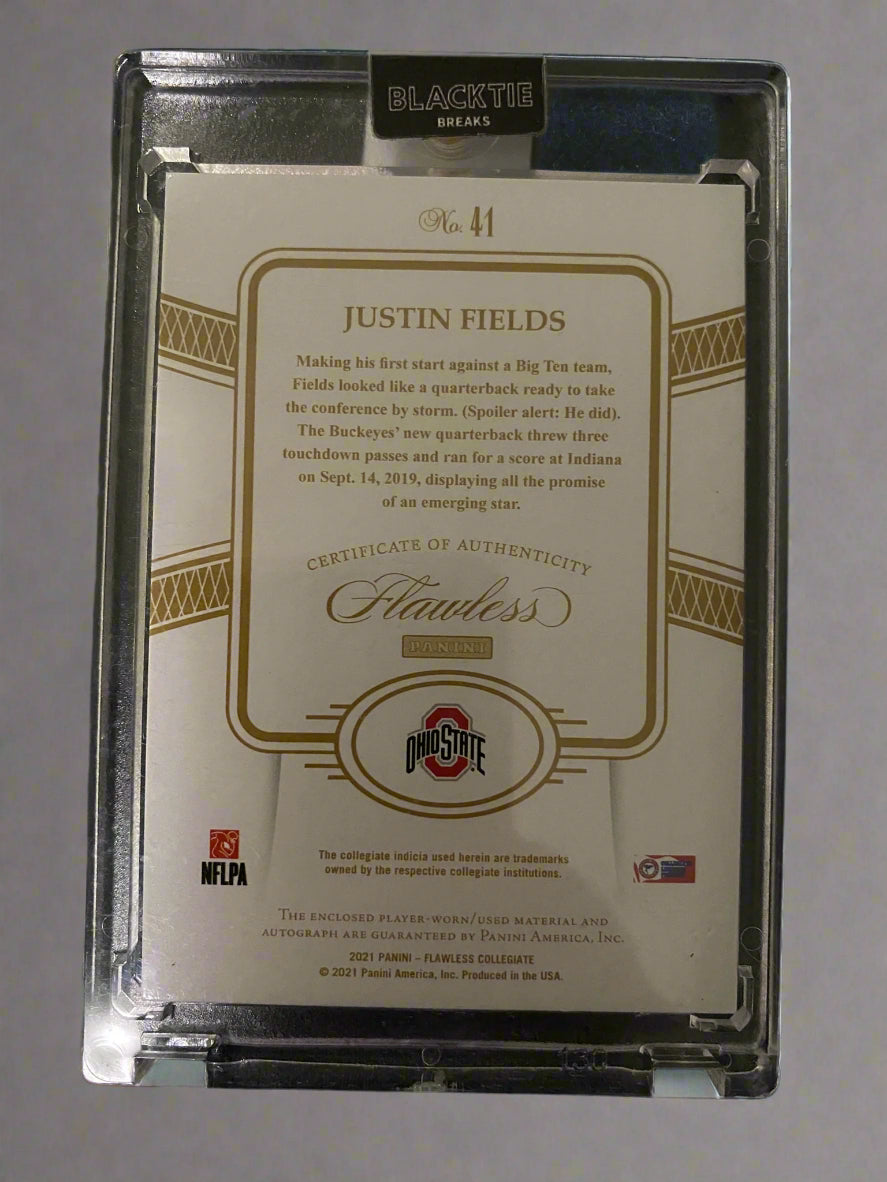 BLACKTIE
BREAKS
No. 41
JUSTIN FIELDS
Making his first start against a Big Ten team,
Fields looked like a quarterback ready to take
the conference by storm. (Spoiler alert: He did).
The Buckeyes' new quarterback threw three
touchdown passes and ran for a score at Indiana
on Sept. 14, 2019, displaying all the promise
of an emerging star.
CERTIFICATE OF AUTHENTICITY
Flawless
PANINI
OHIO STATE
NFLPA
The collegiate indicia used herein are trademarks
owned by the respective collegiate institutions.
THE ENCLOSED PLAYER-WORN/USED MATERIAL AND
AUTOGRAPH ARE GUARANTEED BY PANINI AMERICA, INC.
2021 PANINI – FLAWLESS COLLEGIATE
© 2021 Panini America, Inc. Produced in the USA.
130